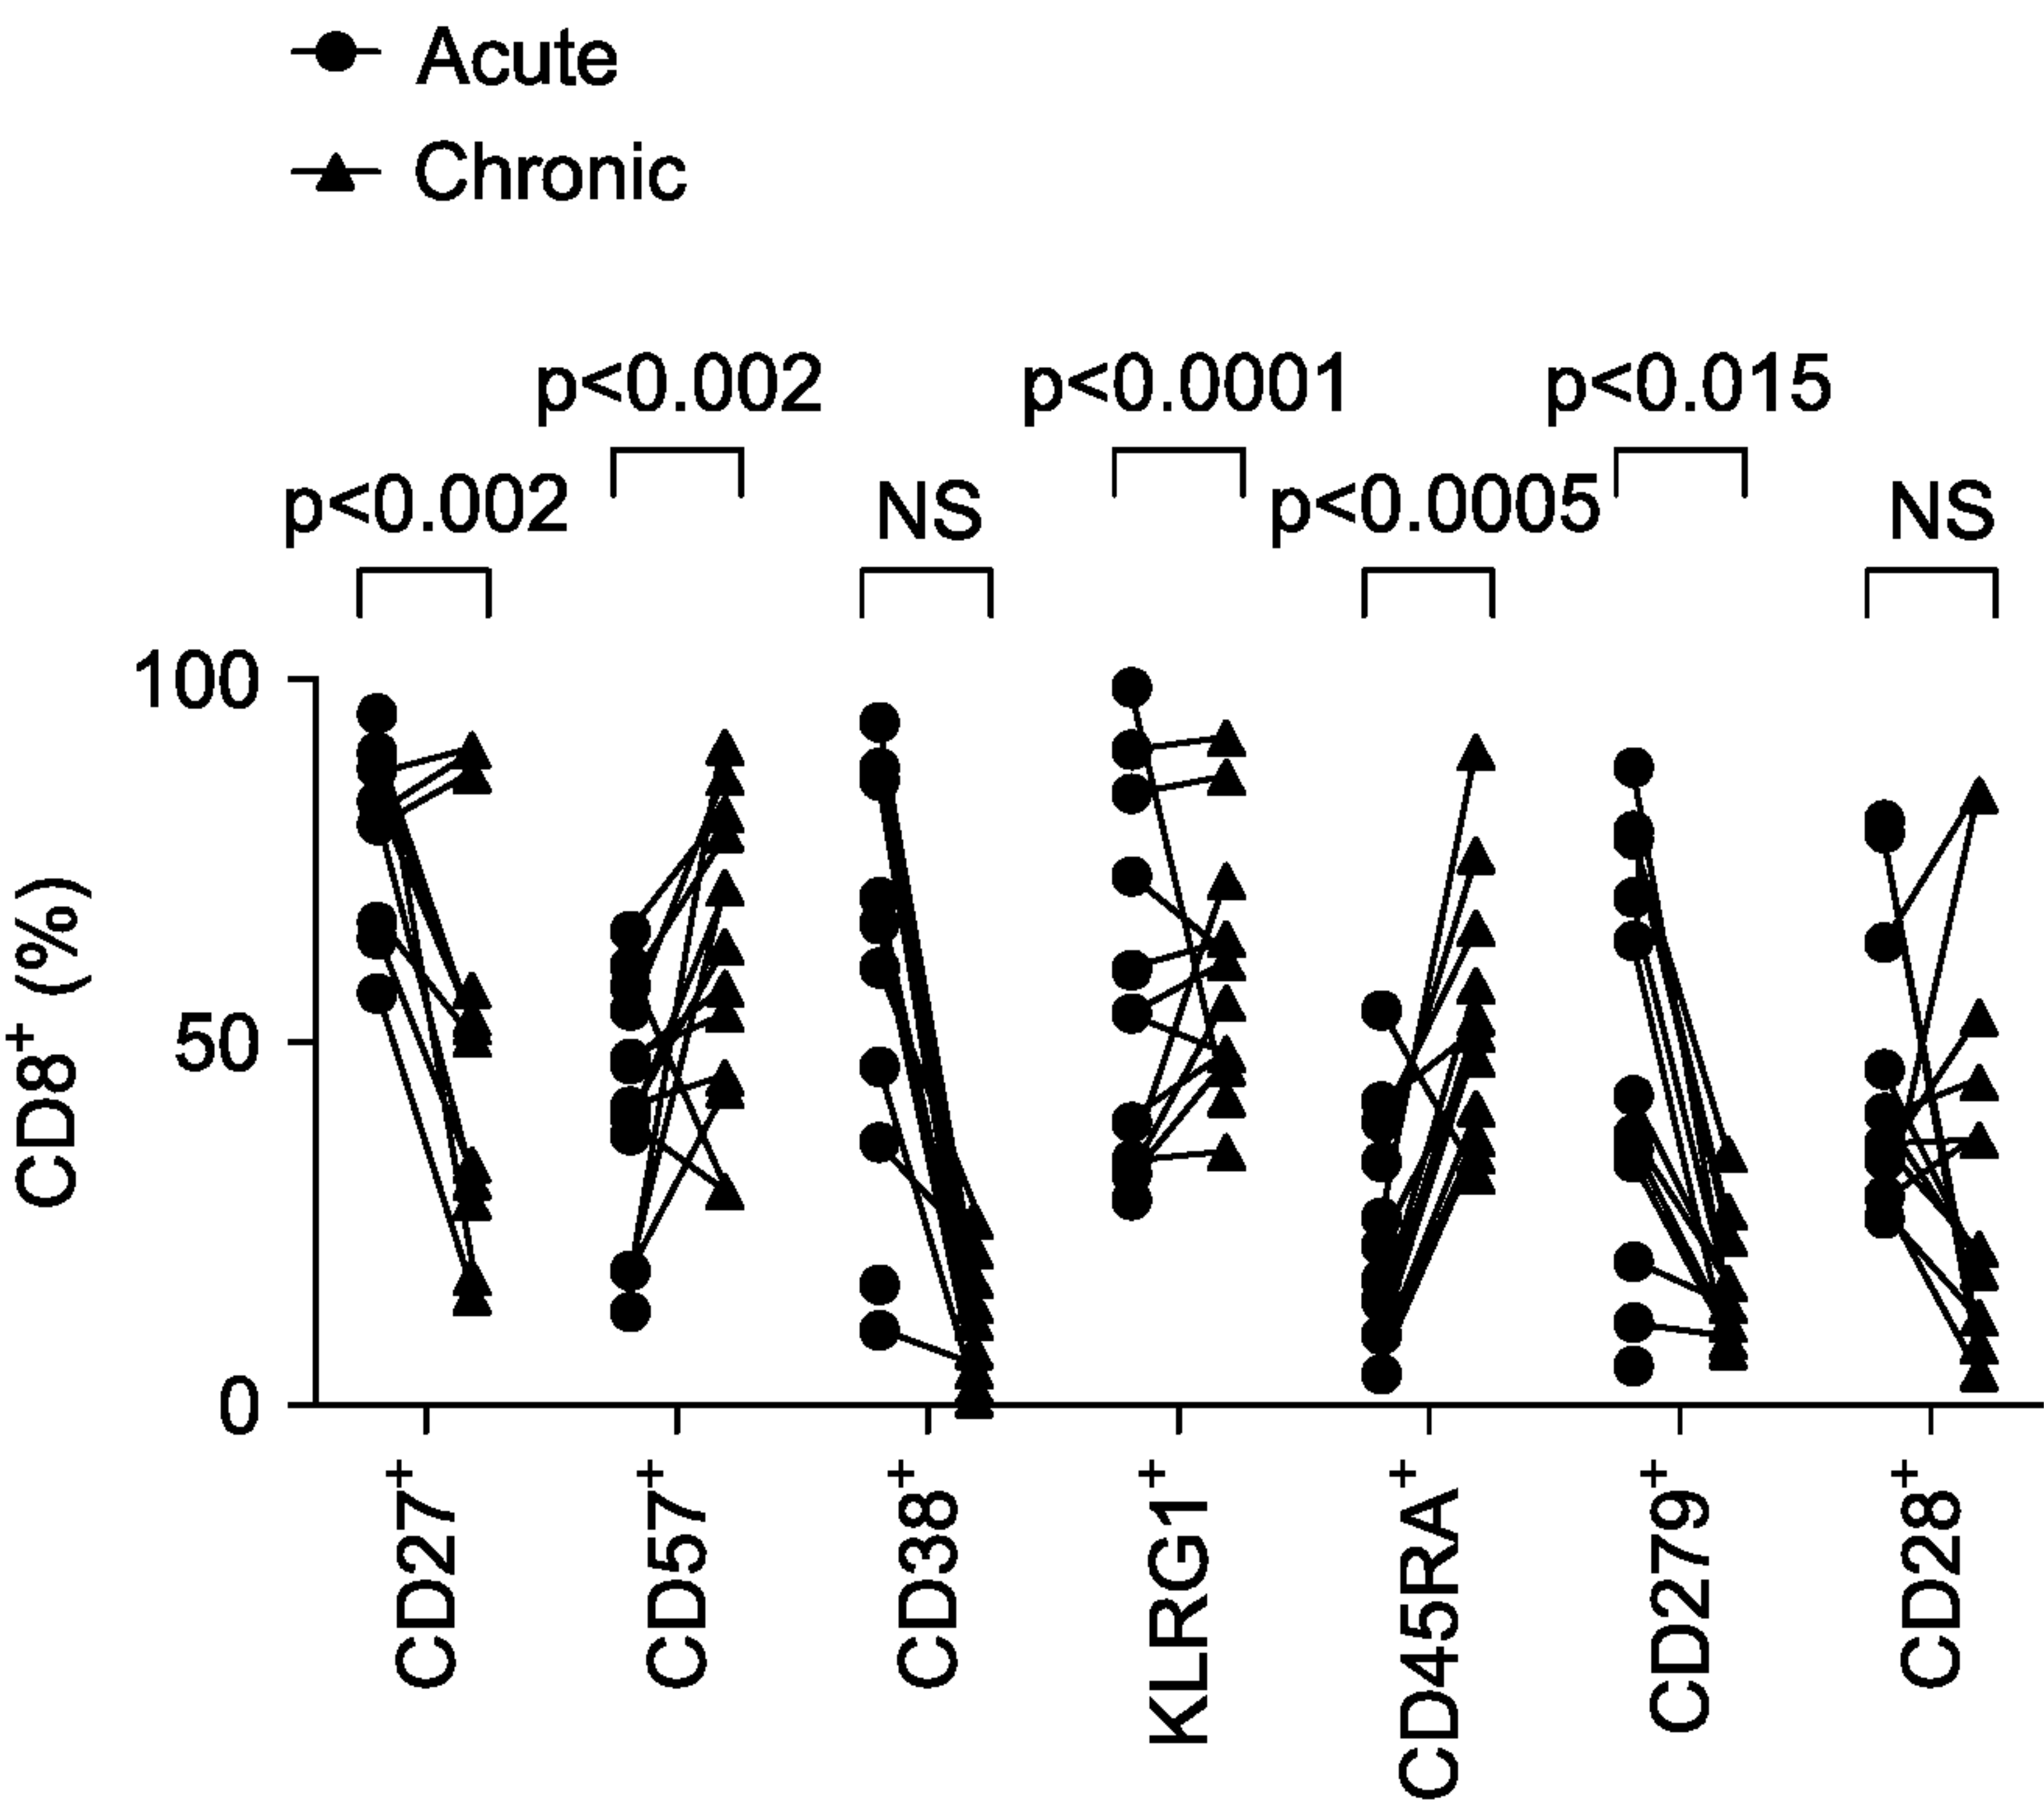 Acute
Chronic
p<0.002
p<0.0001
p<0.015
p<0.002
NS
p<0.0005
NS
100
50
0
CD8+ (%)
CD27+
CD57+
CD38+
KLRG1+
CD45RA+
CD279+
CD28+